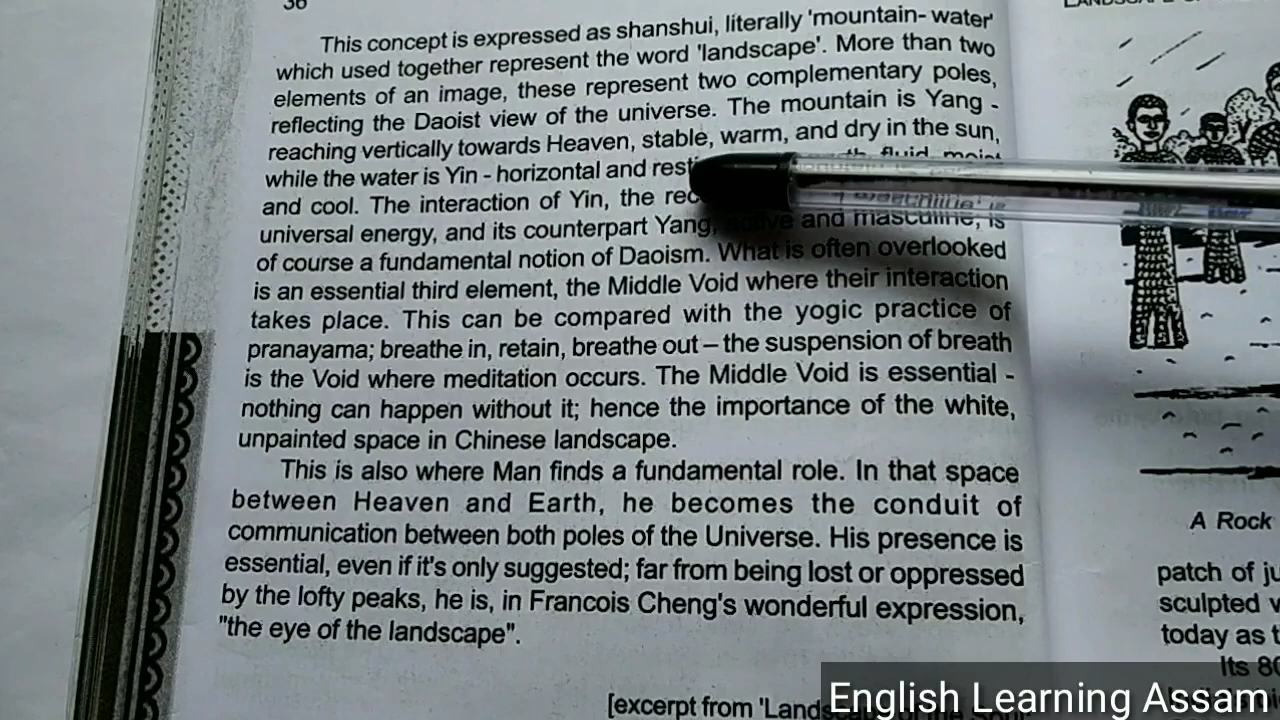 36
This concept is expressed as shanshui, literally 'mountain- water'
which used together represent the word 'landscape'. More than two
elements of an image, these represent two complementary poles,
reflecting the Daoist view of the universe. The mountain is Yang -
reaching vertically towards Heaven, stable, warm, and dry in the sun,
while the water is Yin - horizontal and fluid, moist
and cool. The interaction of Yin, the
universal energy, and its counterpart Yang, active and masculine, is
of course a fundamental notion of Daoism. What is often overlooked
is an essential third element, the Middle Void where their interaction
takes place. This can be compared with the yogic practice of
pranayama; breathe in, retain, breathe out – the suspension of breath
is the Void where meditation occurs. The Middle Void is essential -
nothing can happen without it; hence the importance of the white,
unpainted space in Chinese landscape.
This is also where Man finds a fundamental role. In that space
between Heaven and Earth, he becomes the conduit of
communication between both poles of the Universe. His presence is
essential, even if it's only suggested; far from being lost or oppressed
by the lofty peaks, he is, in Francois Cheng's wonderful expression,
"the eye of the landscape".
[excerpt from
A Rock
patch of
sculpted
today as
Its
English Learning Assam